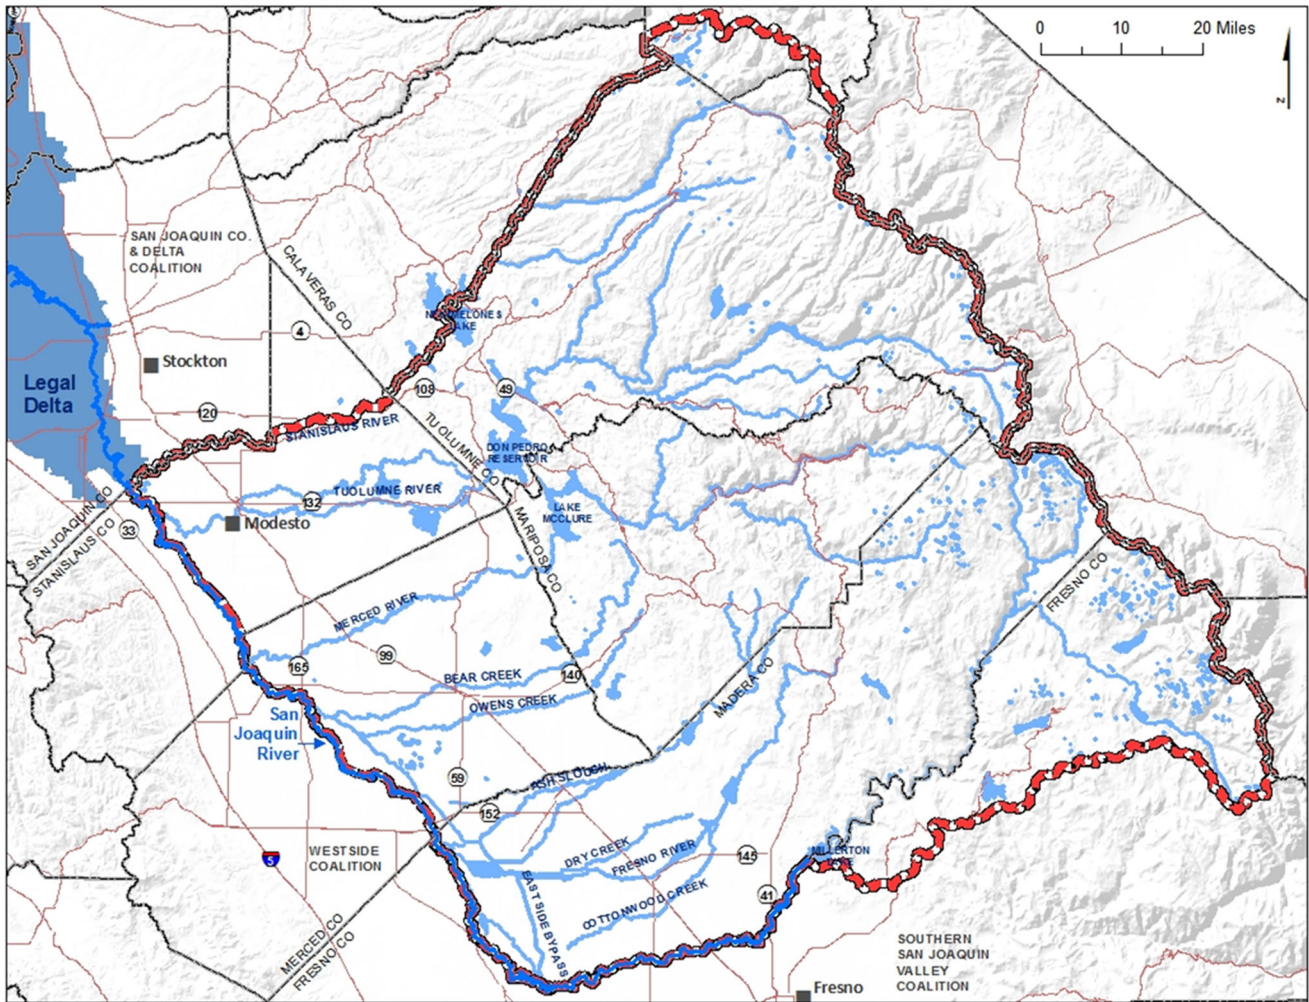 0 10 20 Miles
N
SAN JOAQUIN CO.
& DELTA
COALITION
CALAVERAS CO
NEW MELONES
LAKE
4
Stockton
Legal
Delta
108
49
120
STANISLAUS RIVER
TUOLUMNE CO
DON PEDRO
RESERVOIR
TUOLUMNE RIVER
132
LAKE
MCCLURE
SAN JOAQUIN CO
STANISLAUS CO
33
Modesto
MARIPOSA CO
FRESNO CO
MERCED RIVER
99
165
BEAR CREEK
140
OWENS CREEK
MADERA CO
San
Joaquin
River
59
ASH SLOUGH
152
5
WESTSIDE
COALITION
DRY CREEK
FRESNO RIVER
145
MILLERTON
LAKE
EASTSIDE BYPASS
COTTONWOOD CREEK
41
MERCED CO
FRESNO CO
SOUTHERN
SAN JOAQUIN
VALLEY
COALITION
Fresno